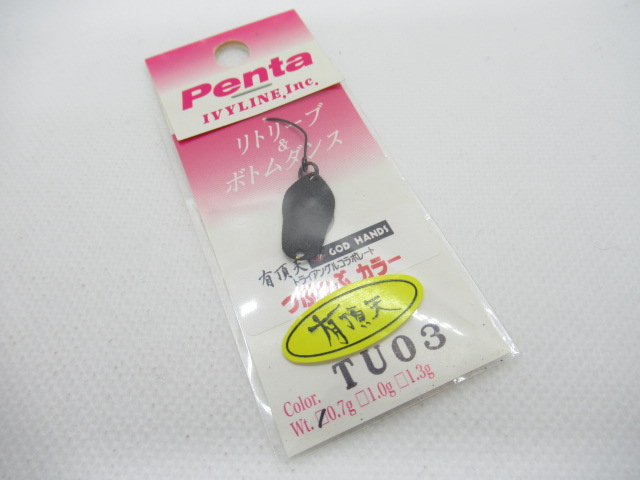 Penta
IVYLINE,Inc.
リトリーブ
&
ボトムダンス
有頂天 GOD HANDS
トライアングルコラボレート
カラー
有頂天
Color. TU03
Wt. 0.7g □1.0g □1.3g